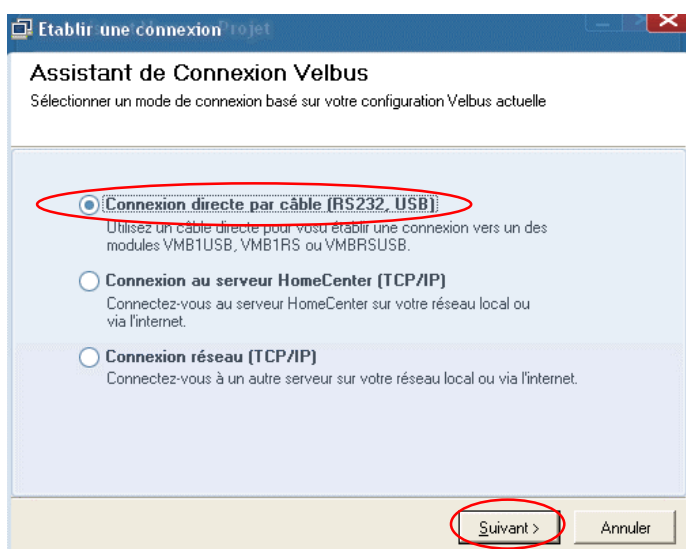 Etablir une connexion
Assistant de Connexion Velbus
Sélectionner un mode de connexion basé sur votre configuration Velbus actuelle
Connexion directe par câble (RS232, USB)
Utilisez un câble directe pour vosu établir une connexion vers un des
modules VMB1USB, VMB1RS ou VMBRSUSB.
Connexion au serveur HomeCenter (TCP/IP)
Connectez-vous au serveur HomeCenter sur votre réseau local ou
via l'internet.
Connexion réseau (TCP/IP)
Connectez-vous à un autre serveur sur votre réseau local ou via l'internet.
Suivant >
Annuler